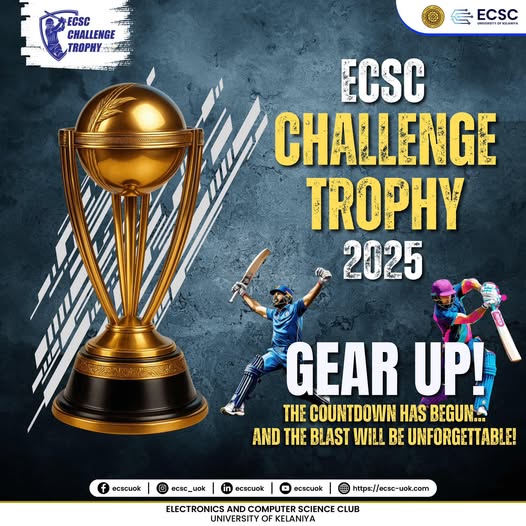 ECSC
CHALLENGE
TROPHY
ECSC
UNIVERSITY OF KELANIYA
ECSC
CHALLENGE
TROPHY
2025
GEAR UP!
THE COUNTDOWN HAS BEGUN...
AND THE BLAST WILL BE UNFORGETTABLE!
ecscuok | ecsc_uok | ecscuok | ecscuok | https://ecsc-uok.com
ELECTRONICS AND COMPUTER SCIENCE CLUB
UNIVERSITY OF KELANIYA